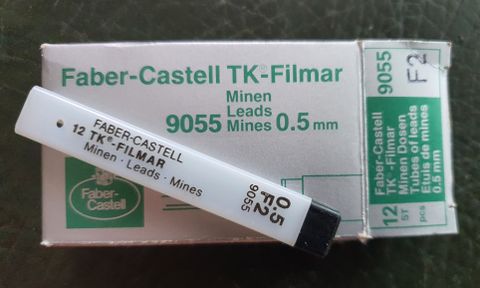 Faber-Castell TK-Filmar
Minen
Leads
9055 Mines 0.5 mm
Faber-Castell
FABER-CASTELL
12 TK®-FILMAR
Minen · Leads · Mines
0.5
F2
9055
9055
F2
Faber-Castell
TK-Filmar
Minen Dosen
Tubes of leads
Etuis de mines
0.5 mm
12 ST
pcs